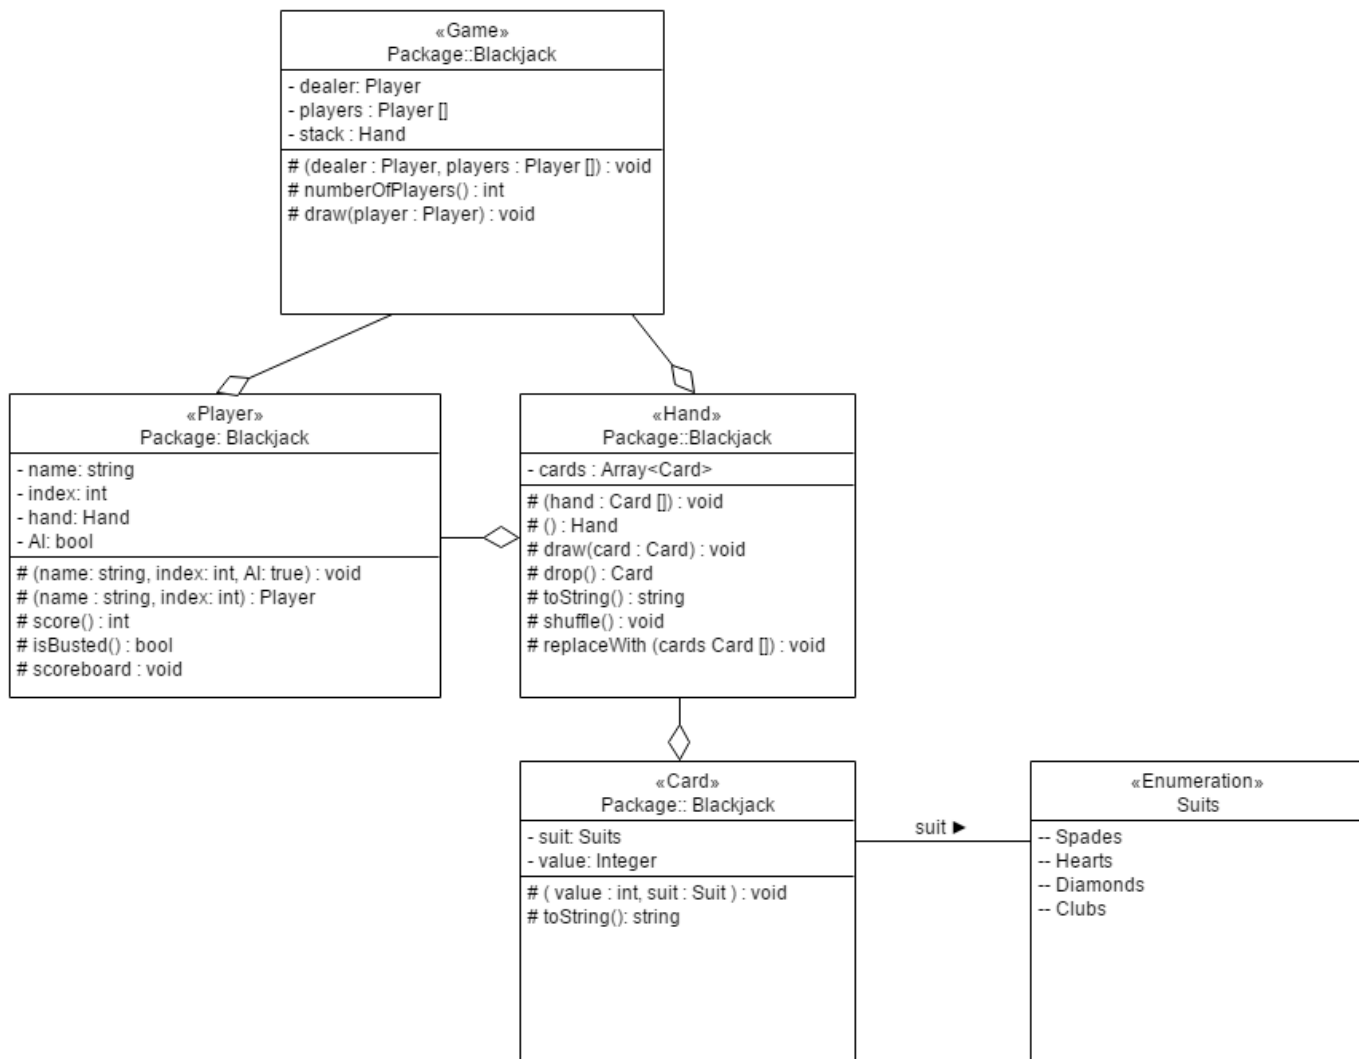 «Game»
Package::Blackjack
- dealer: Player
- players : Player []
- stack : Hand
# (dealer : Player, players : Player []) : void
# numberOfPlayers() : int
# draw(player : Player) : void
«Player»
Package: Blackjack
- name: string
- index: int
- hand: Hand
- AI: bool
# (name: string, index: int, AI: true) : void
# (name : string, index: int) : Player
# score() : int
# isBusted() : bool
# scoreboard : void
«Hand»
Package::Blackjack
- cards : Array<Card>
# (hand : Card []) : void
# () : Hand
# draw(card : Card) : void
# drop() : Card
# toString() : string
# shuffle() : void
# replaceWith (cards Card []) : void
«Card»
Package:: Blackjack
- suit: Suits
- value: Integer
# ( value : int, suit : Suit ) : void
# toString(): string
suit ►
«Enumeration»
Suits
-- Spades
-- Hearts
-- Diamonds
-- Clubs